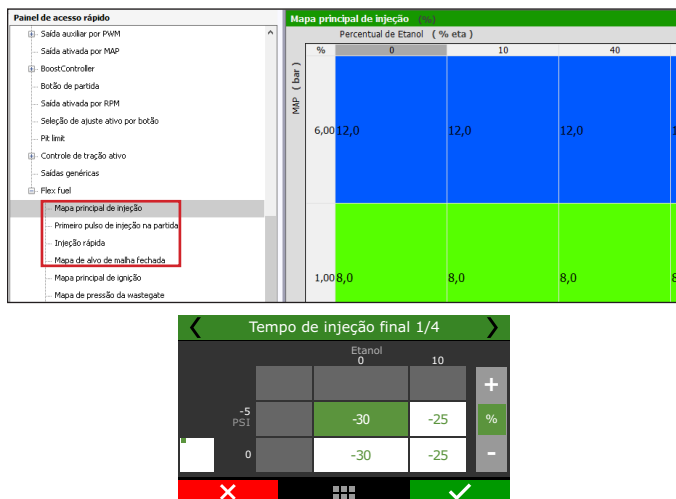 Painel de acesso rápido
Saída auxiliar por PWM
Saída ativada por MAP
BoostController
Botão de partida
Saída ativada por RPM
Seleção de ajuste ativo por botão
Pit limit
Controle de tração ativo
Saídas genéricas
Flex fuel
Mapa principal de injeção
Primeiro pulso de injeção na partida
Injeção rápida
Mapa de alvo de malha fechada
Mapa principal de ignição
Mapa de pressão da wastegate
Mapa principal de injeção (%)
Percentual de Etanol ( % eta )
% 0 10 40
MAP ( bar )
6,00 12,0 12,0 12,0
1,00 8,0 8,0 8,0
Tempo de injeção final 1/4
Etanol
0 10
+
-5 -30 -25 %
PSI
0 -30 -25 -